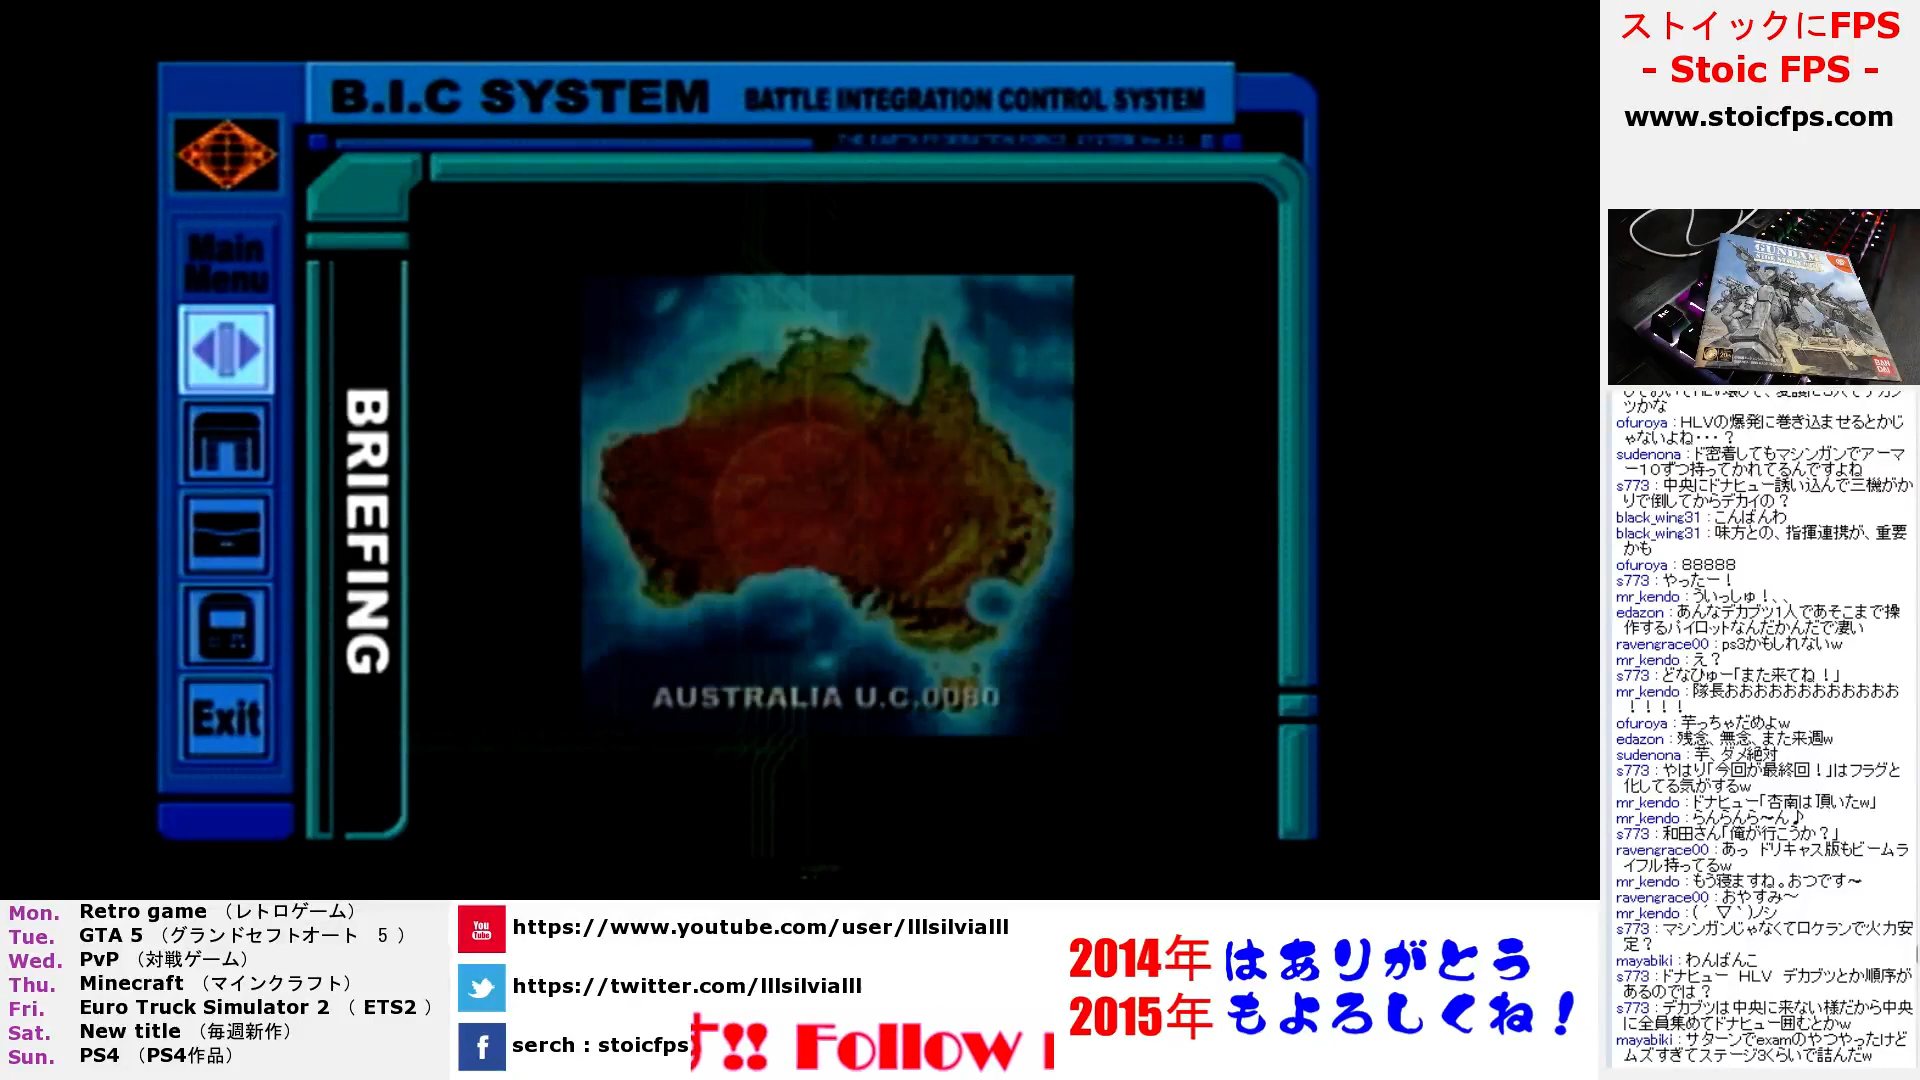 B.I.C SYSTEM BATTLE INTEGRATION CONTROL SYSTEM
Main
Menu
Exit
BRIEFING
AUSTRALIA U.C.0080
ストイックにFPS
- Stoic FPS -
www.stoicfps.com
GUNDAM
ツかな
ofuroya : HLVの爆発に巻き込ませるとかじ
ゃないよね・・・？
sudenona : ド密着してもマシンガンでアーマ
ー１０ずつ持ってかれてるんですよね
s773 : 中央にドナヒュー誘い込んで三機がか
りで倒してからデカイの？
black_wing31 : こんばんわ
black_wing31 : 味方との、指揮連携が、重要
かも
ofuroya : 88888
s773 : やったー！
mr_kendo : ういっしゅ！、、
edazon : あんなデカブツ1人であそこまで操
作するパイロットなんだかんだで凄い
ravengrace00 : ps3かもしれないw
mr_kendo : え？
s773 : どなひゅー「また来てね！」
mr_kendo : 隊長おおおおおおおおおおおお
！！！！
ofuroya : 芋っちゃだめよw
edazon : 残念、無念、また来週w
sudenona : 芋、ダメ絶対
s773 : やはり「今回が最終回！」はフラグと
化してる気がするw
mr_kendo : ドナヒュー「杏南は頂いたw」
mr_kendo : らんらんら～ん♪
s773 : 和田さん「俺が行こうか？」
ravengrace00 : あっ ドリキャス版もビームラ
イフル持ってるw
mr_kendo : もう寝ますね。おつです～
ravengrace00 : おやすみ～
mr_kendo : (´▽｀)ノシ
s773 : マシンガンじゃなくてロケランで火力安
定？
mayabiki : わんばんこ
s773 : ドナヒュー HLV デカブツとか順序が
あるのでは？
s773 : デカブツは中央に来ない様だから中央
に全員集めてドナヒュー囲むとかw
mayabiki : サターンでexamのやつやったけど
ムズすぎてステージ3くらいで詰んだw
Mon. Retro game （レトロゲーム）
Tue. GTA 5 （グランドセフトオート 5 ）
Wed. PvP （対戦ゲーム）
Thu. Minecraft （マインクラフト）
Fri. Euro Truck Simulator 2 （ ETS2 ）
Sat. New title （毎週新作）
Sun. PS4 （PS4作品）
You Tube https://www.youtube.com/user/lllsilvialll
https://twitter.com/lllsilvialll
f serch : stoicfps
!! Follow
2014年はありがとう
2015年もよろしくね！